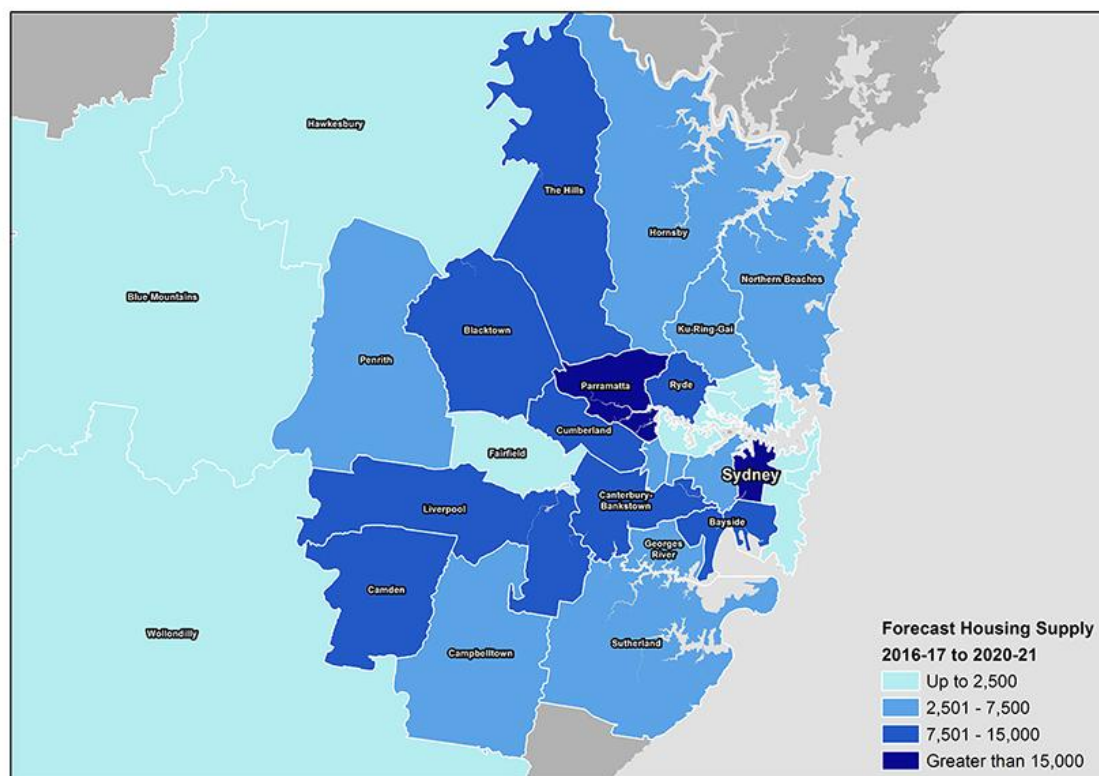 Hawkesbury
The Hills
Hornsby
Northern Beaches
Blue Mountains
Ku-Ring-Gai
Blacktown
Penrith
Parramatta
Ryde
Cumberland
Fairfield
Sydney
Canterbury-
Bankstown
Liverpool
Bayside
Georges
River
Camden
Wollondilly
Campbelltown
Sutherland
Forecast Housing Supply
2016-17 to 2020-21
Up to 2,500
2,501 - 7,500
7,501 - 15,000
Greater than 15,000